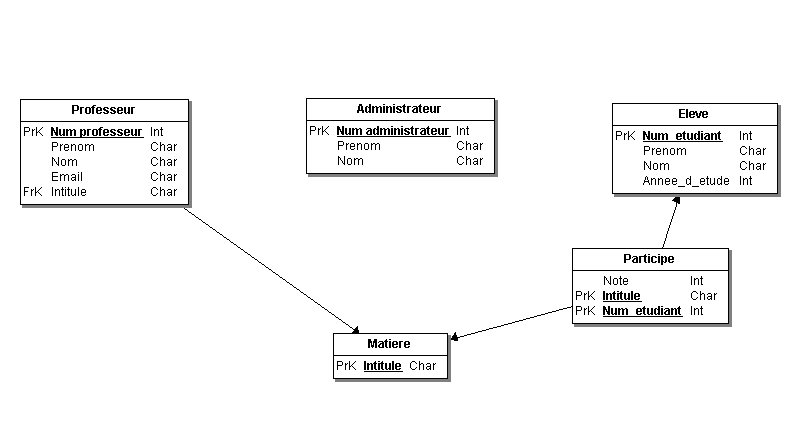 Professeur
PrK Num professeur Int
Prenom Char
Nom Char
Email Char
FrK Intitule Char
Administrateur
PrK Num administrateur Int
Prenom Char
Nom Char
Eleve
PrK Num_etudiant Int
Prenom Char
Nom Char
Annee_d_etude Int
Participe
Note Int
PrK Intitule Char
PrK Num_etudiant Int
Matiere
PrK Intitule Char